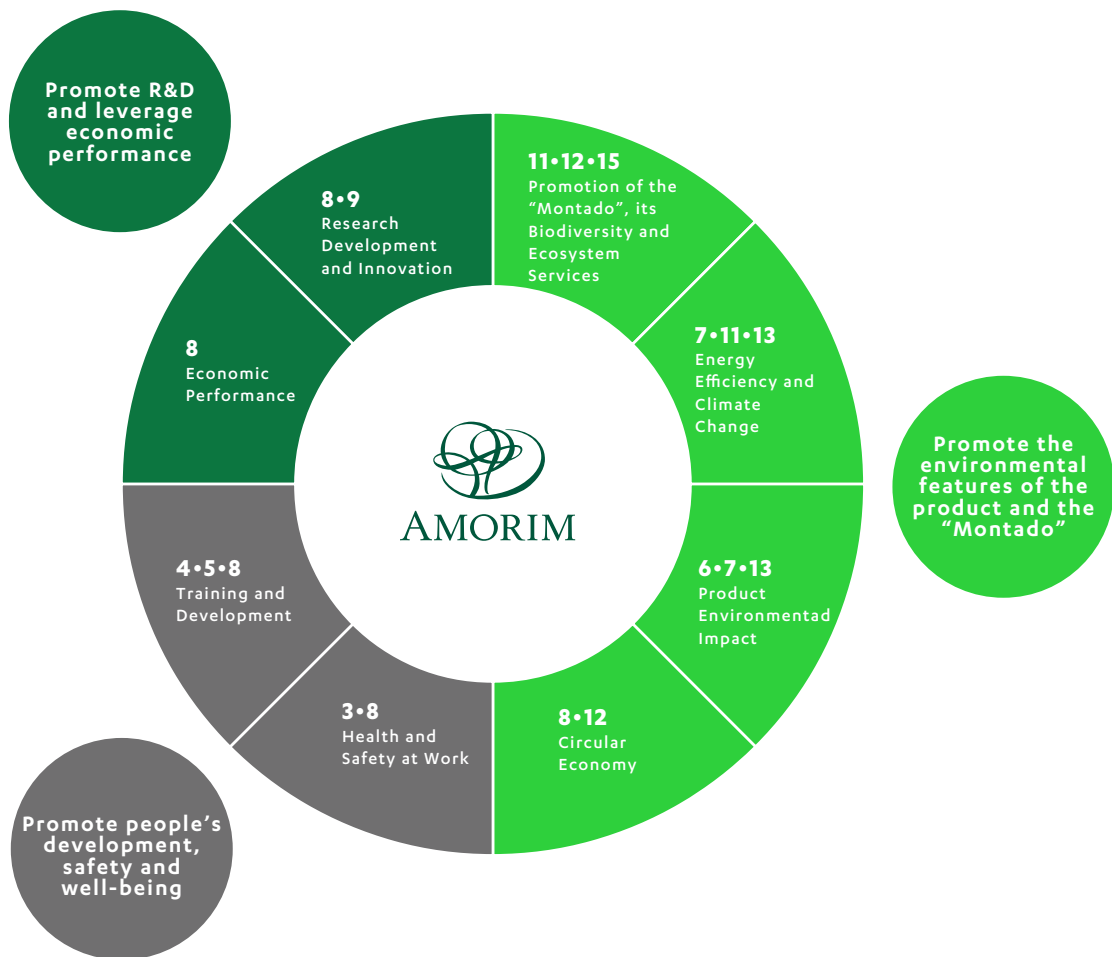 Promote R&D
and leverage
economic
performance
11•12•15
Promotion of the
“Montado”, its
Biodiversity and
Ecosystem
Services
8•9
Research
Development
and Innovation
7•11•13
Energy
Efficiency and
Climate
Change
8
Economic
Performance
Promote the
environmental
features of the
product and the
“Montado”
AMORIM
4•5•8
Training and
Development
6•7•13
Product
Environmentad
Impact
3•8
Health and
Safety at Work
8•12
Circular
Economy
Promote people’s
development,
safety and
well-being